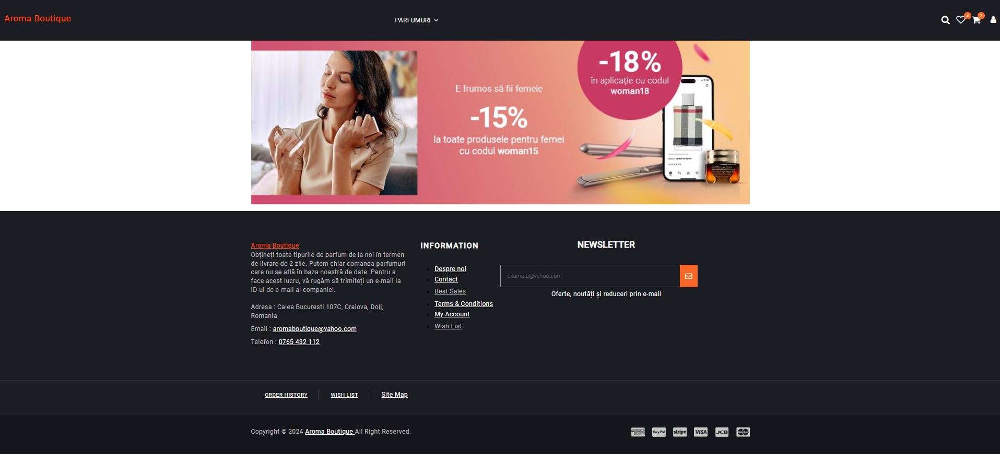 Aroma Boutique
PARFUMURI
4
2
-18%
în aplicație cu codul
woman18
E frumos să fii femeie
-15%
la toate produsele pentru femei
cu codul woman15
Aroma Boutique
Obțineți toate tipurile de parfum de la noi în termen
de livrare de 2 zile. Putem chiar comanda parfumuri
care nu se află în baza noastră de date. Pentru a
face acest lucru, vă rugăm să trimiteți un e-mail la
ID-ul de e-mail al companiei.
Adresa : Calea Bucuresti 107C, Craiova, Dolj,
Romania
Email : aromaboutique@yahoo.com
Telefon : 0765 432 112
INFORMATION
Despre noi
Contact
Best Sales
Terms & Conditions
My Account
Wish List
NEWSLETTER
examplu@yahoo.com
Oferte, noutăți și reduceri prin e-mail
ORDER HISTORY
WISH LIST
Site Map
Copyright © 2024 Aroma Boutique All Right Reserved.
PayPal
stripe
VISA
JCB